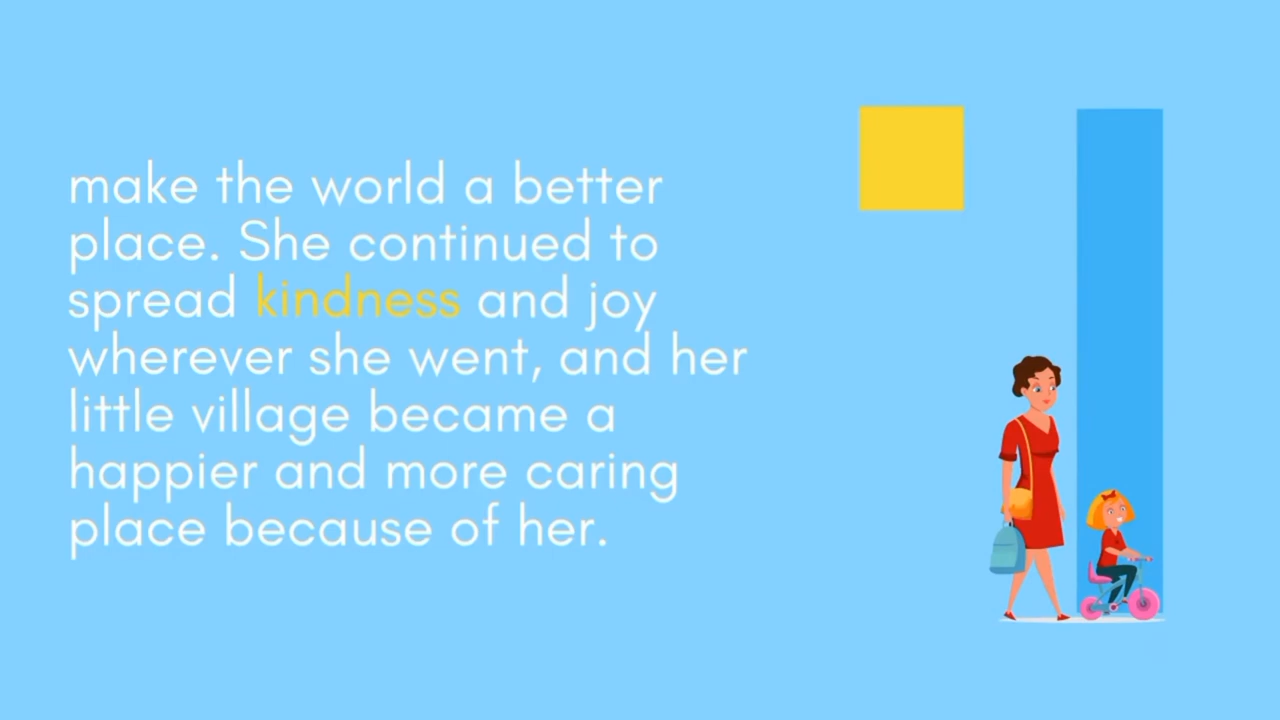 make the world a better
place. She continued to
spread kindness and joy
wherever she went, and her
little village became a
happier and more caring
place because of her.